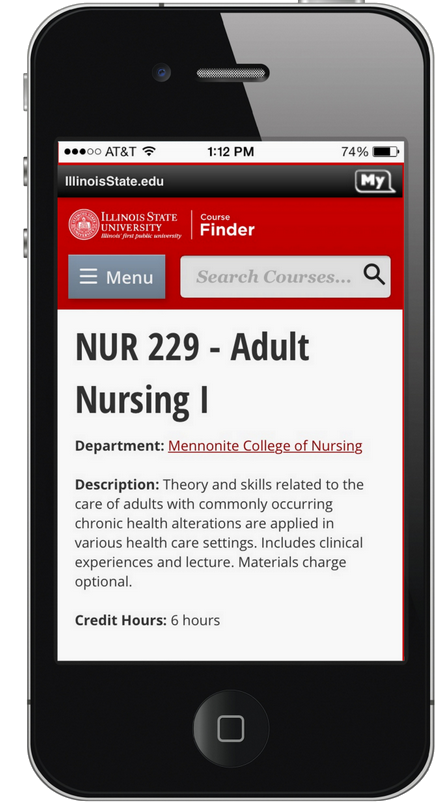 ●●●○○ AT&T 1:12 PM 74%
IllinoisState.edu My
ILLINOIS STATE
UNIVERSITY
Illinois' first public university
Course
Finder
Menu Search Courses...
NUR 229 - Adult
Nursing I
Department: Mennonite College of Nursing
Description: Theory and skills related to the
care of adults with commonly occurring
chronic health alterations are applied in
various health care settings. Includes clinical
experiences and lecture. Materials charge
optional.
Credit Hours: 6 hours